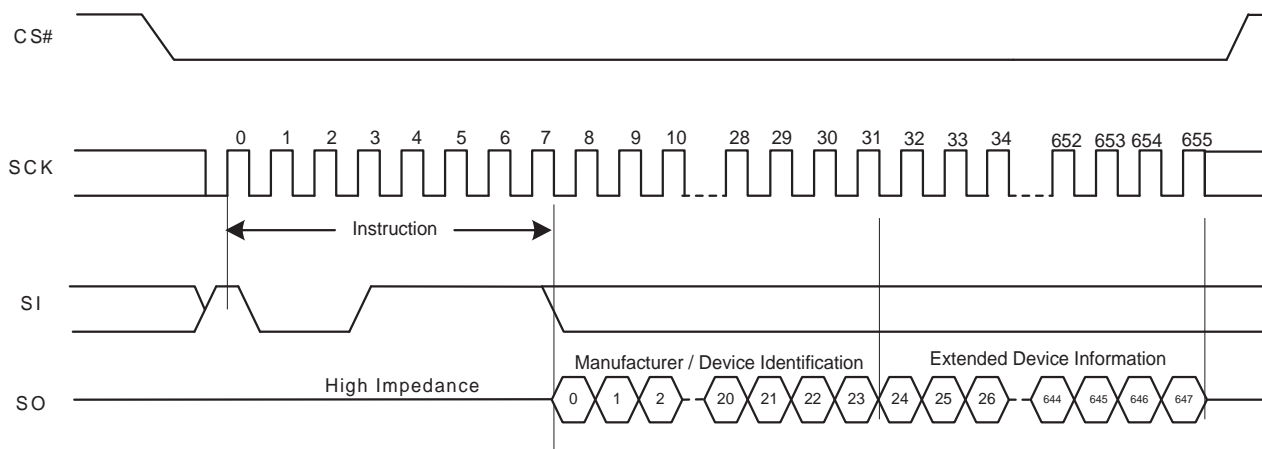 CS#
SCK
0 1 2 3 4 5 6 7 8 9 10 28 29 30 31 32 33 34 652 653 654 655
Instruction
SI
Manufacturer / Device Identification
Extended Device Information
High Impedance
SO
0 1 2 20 21 22 23 24 25 26 644 645 646 647